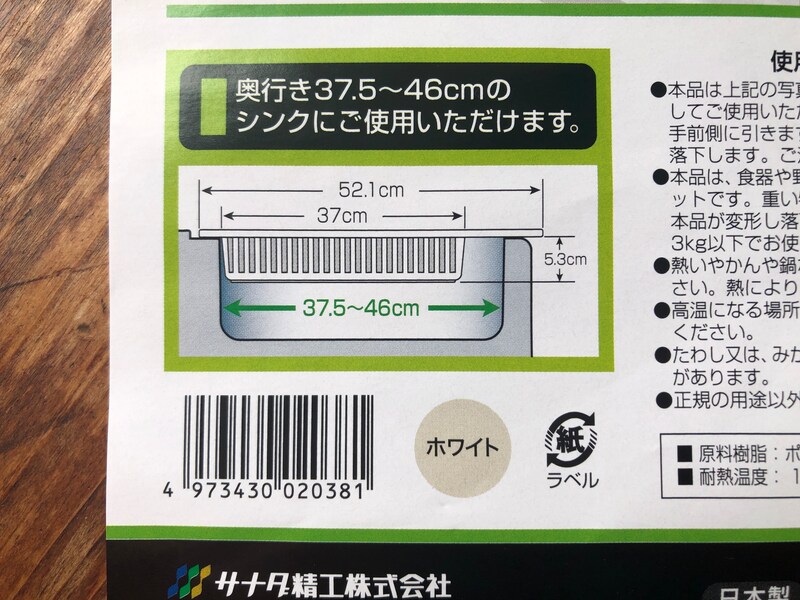 奥行き37.5～46cmの
シンクにご使用いただけます。
52.1cm
37cm
5.3cm
37.5～46cm
4 973430 020381
ホワイト
紙
ラベル
サナダ精工株式会社
●本品は上記の写
してご使用いた
手前側に引きま
落下します。ご
●本品は、食器や
ットです。重い
本品が変形し落
3kg以下でお使
●熱いやかんや鍋
さい。熱により
●高温になる場所
ください。
●たわし又は、みか
があります。
●正規の用途以外
■原料樹脂：ポ
■耐熱温度：1
日本製